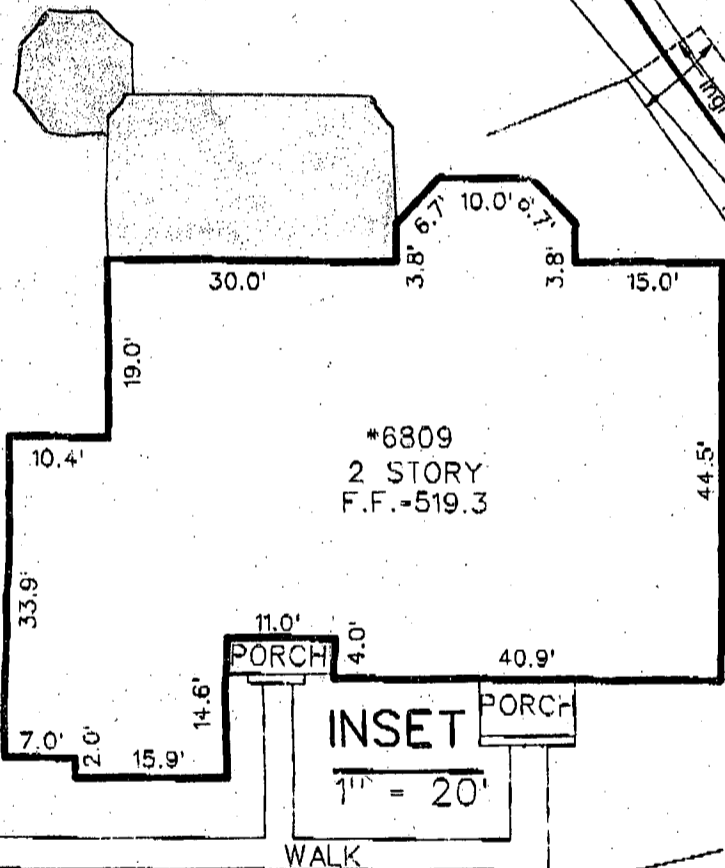 10.0'
6.7'
6.7'
3.8'
3.8'
30.0'
15.0'
19.0'
10.4'
*6809
2 STORY
F.F.=519.3
44.5'
33.9'
11.0'
PORCH
4.0'
40.9'
PORCH
14.6'
7.0'
2.0'
15.9'
INSET
1" = 20'
WALK